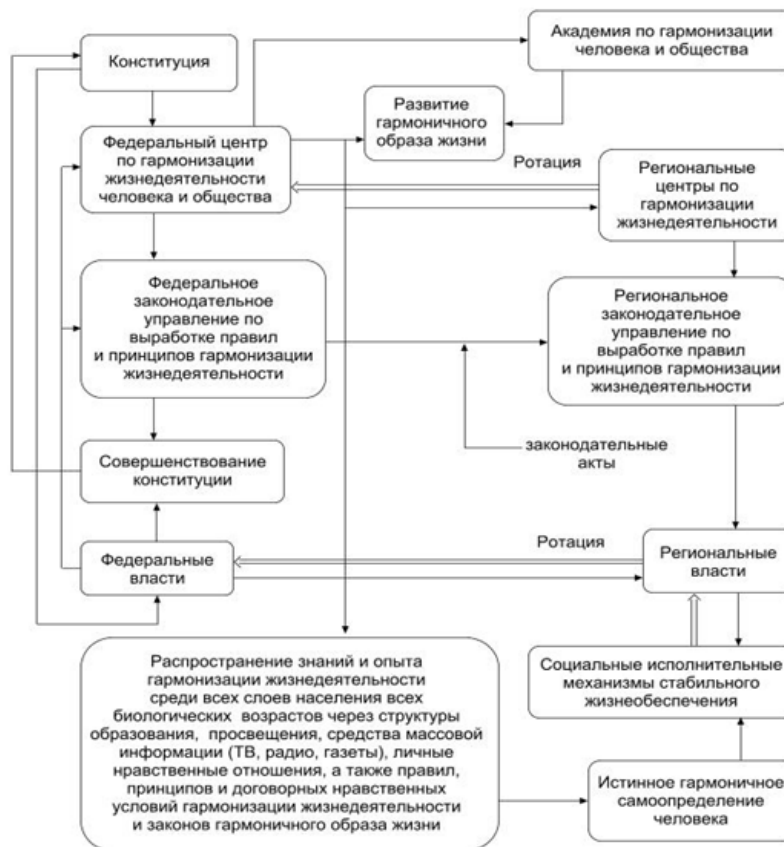 Академия по гармонизации
человека и общества
Конституция
Развитие
гармоничного
образа жизни
Федеральный центр
по гармонизации
жизнедеятельности
человека и общества
Ротация
Региональные
центры по
гармонизации
жизнедеятельности
Федеральное
законодательное
управление по
выработке правил
и принципов гармонизации
жизнедеятельности
Региональное
законодательное
управление по
выработке правил
и принципов гармонизации
жизнедеятельности
законодательные
акты
Совершенствование
конституции
Ротация
Федеральные
власти
Региональные
власти
Распространение знаний и опыта
гармонизации жизнедеятельности
среди всех слоев населения всех
биологических возрастов через структуры
образования, просвещения, средства массовой
информации (ТВ, радио, газеты), личные
нравственные отношения, а также правил,
принципов и договорных нравственных
условий гармонизации жизнедеятельности
и законов гармоничного образа жизни
Социальные исполнительные
механизмы стабильного
жизнеобеспечения
Истинное гармоничное
самоопределение
человека